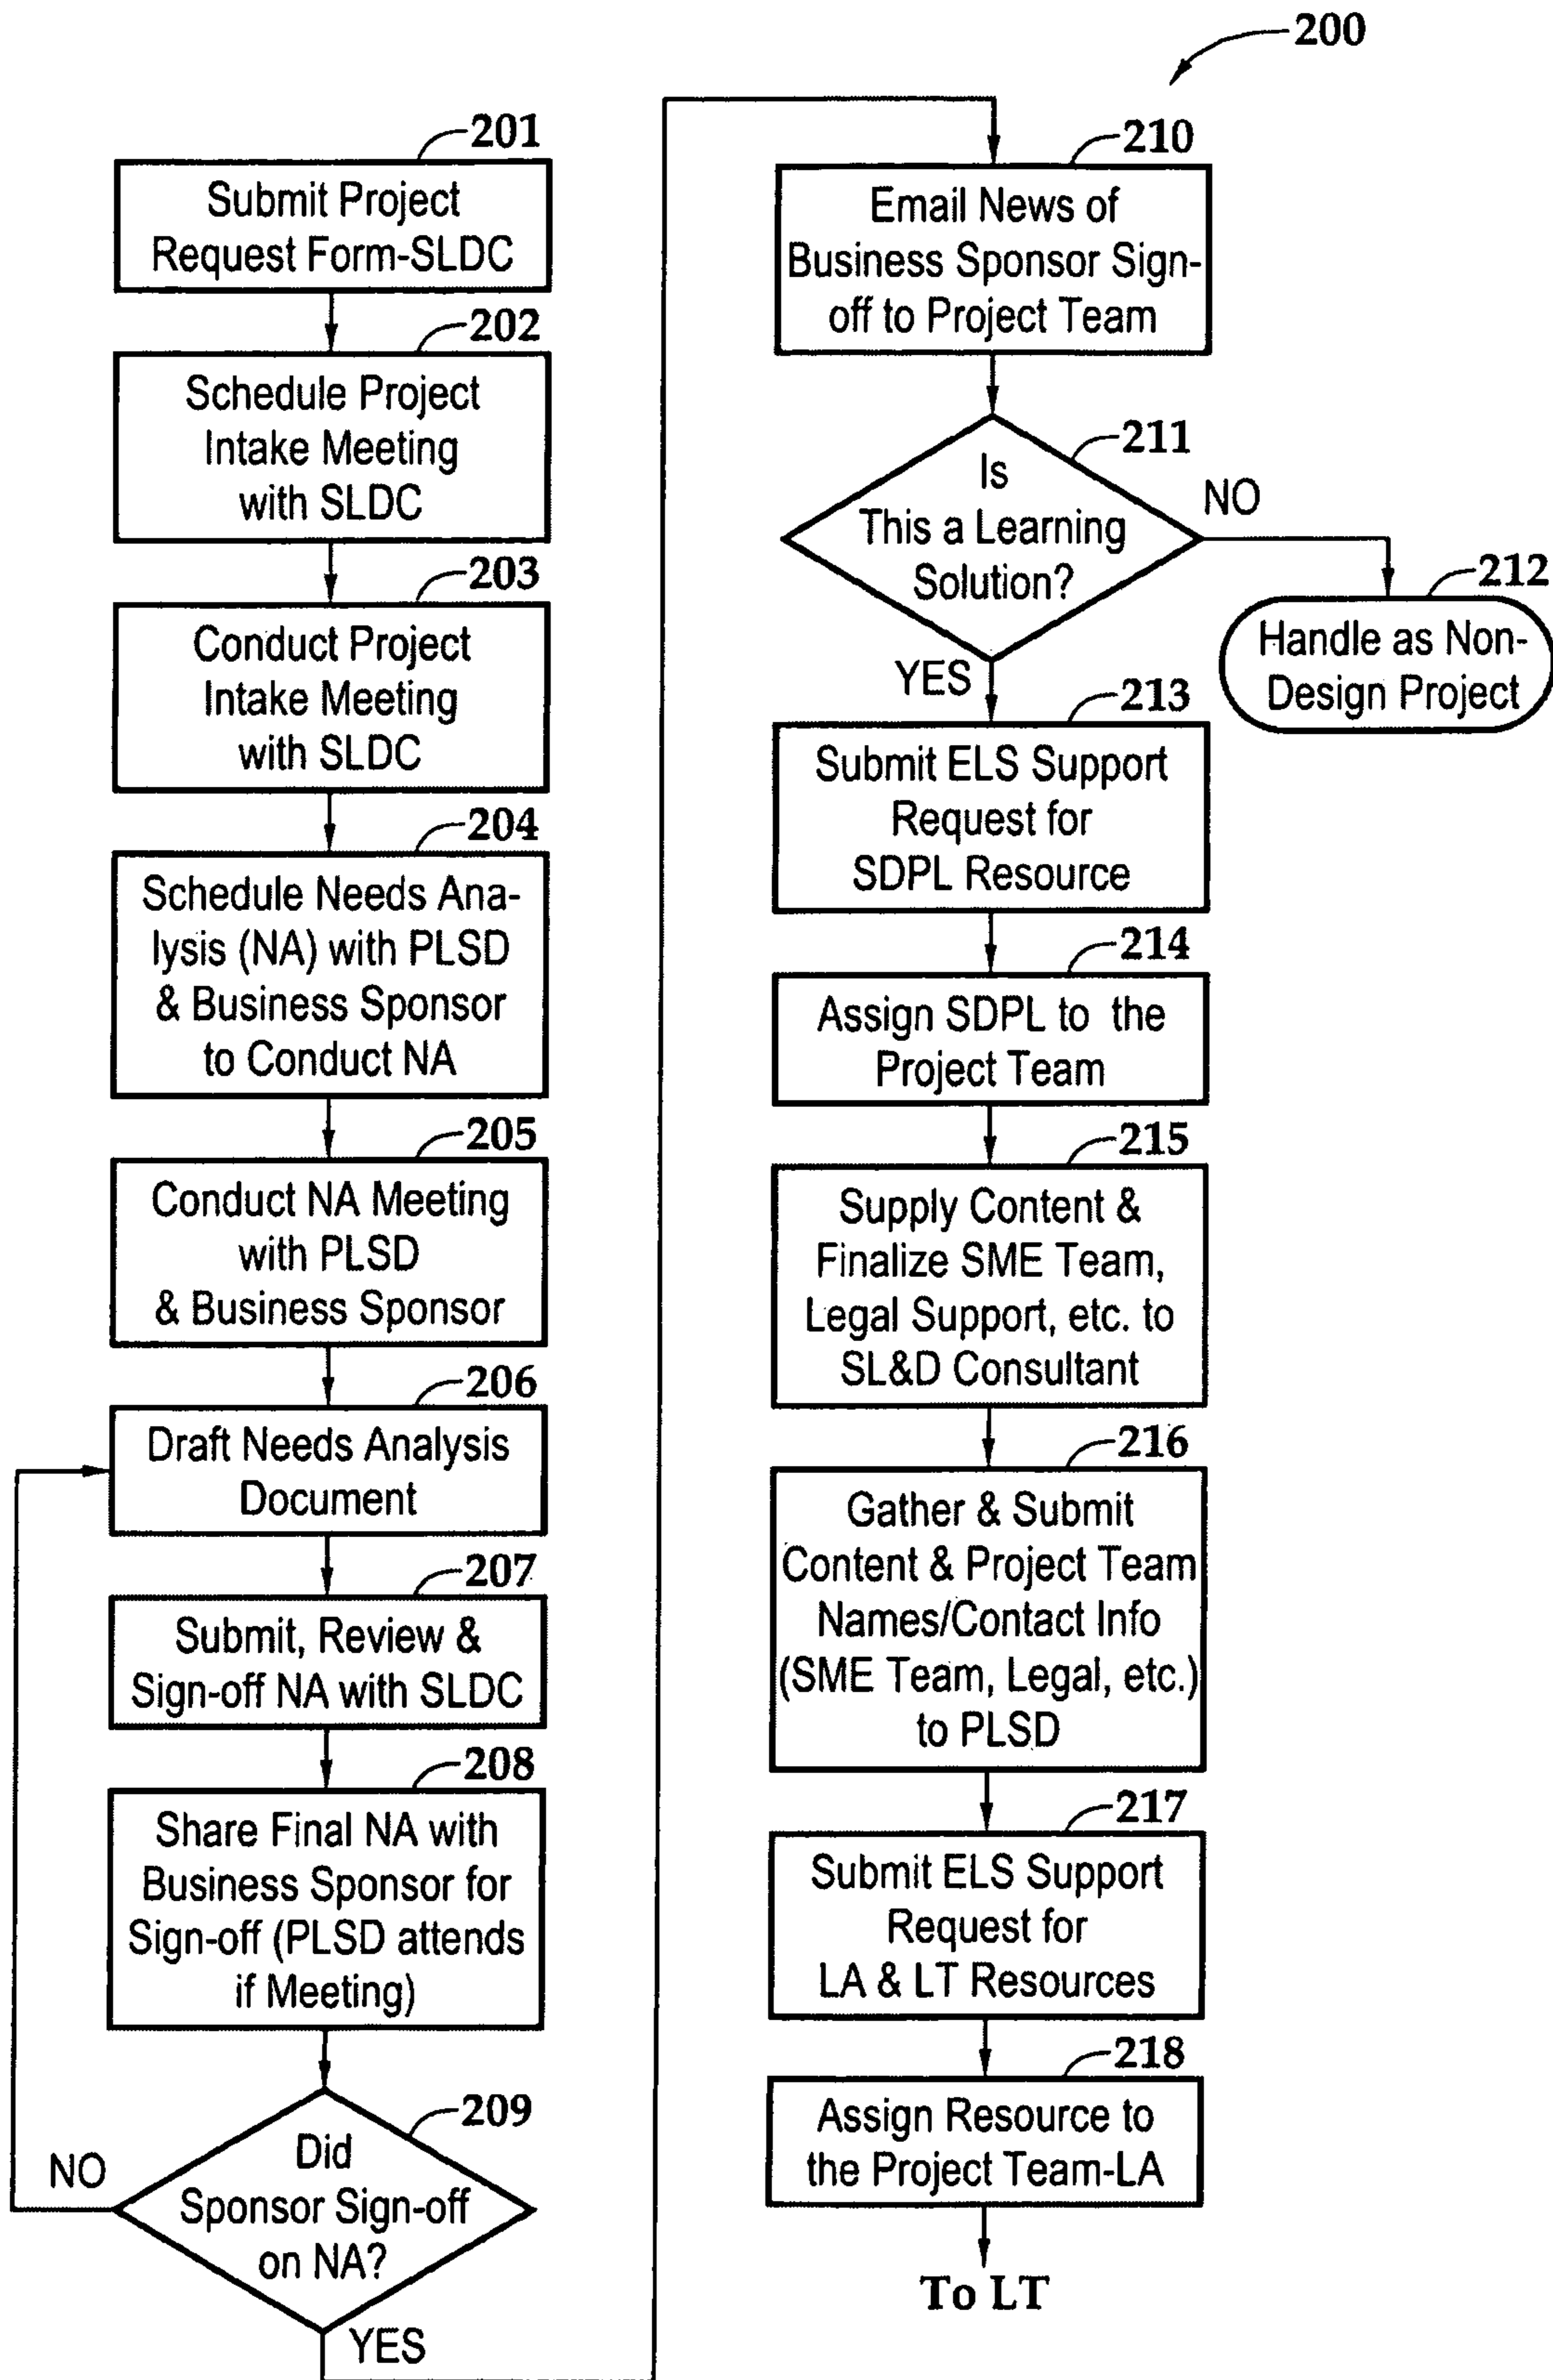 200
201
Submit Project
Request Form-SLDC
202
Schedule Project
Intake Meeting
with SLDC
203
Conduct Project
Intake Meeting
with SLDC
204
Schedule Needs Ana-
lysis (NA) with PLSD
& Business Sponsor
to Conduct NA
205
Conduct NA Meeting
with PLSD
& Business Sponsor
206
Draft Needs Analysis
Document
207
Submit, Review &
Sign-off NA with SLDC
208
Share Final NA with
Business Sponsor for
Sign-off (PLSD attends
if Meeting)
209
Did
Sponsor Sign-off
on NA?
NO
YES
210
Email News of
Business Sponsor Sign-
off to Project Team
211
Is
This a Learning
Solution?
NO
212
Handle as Non-
Design Project
YES
213
Submit ELS Support
Request for
SDPL Resource
214
Assign SDPL to the
Project Team
215
Supply Content &
Finalize SME Team,
Legal Support, etc. to
SL&D Consultant
216
Gather & Submit
Content & Project Team
Names/Contact Info
(SME Team, Legal, etc.)
to PLSD
217
Submit ELS Support
Request for
LA & LT Resources
218
Assign Resource to
the Project Team-LA
To LT